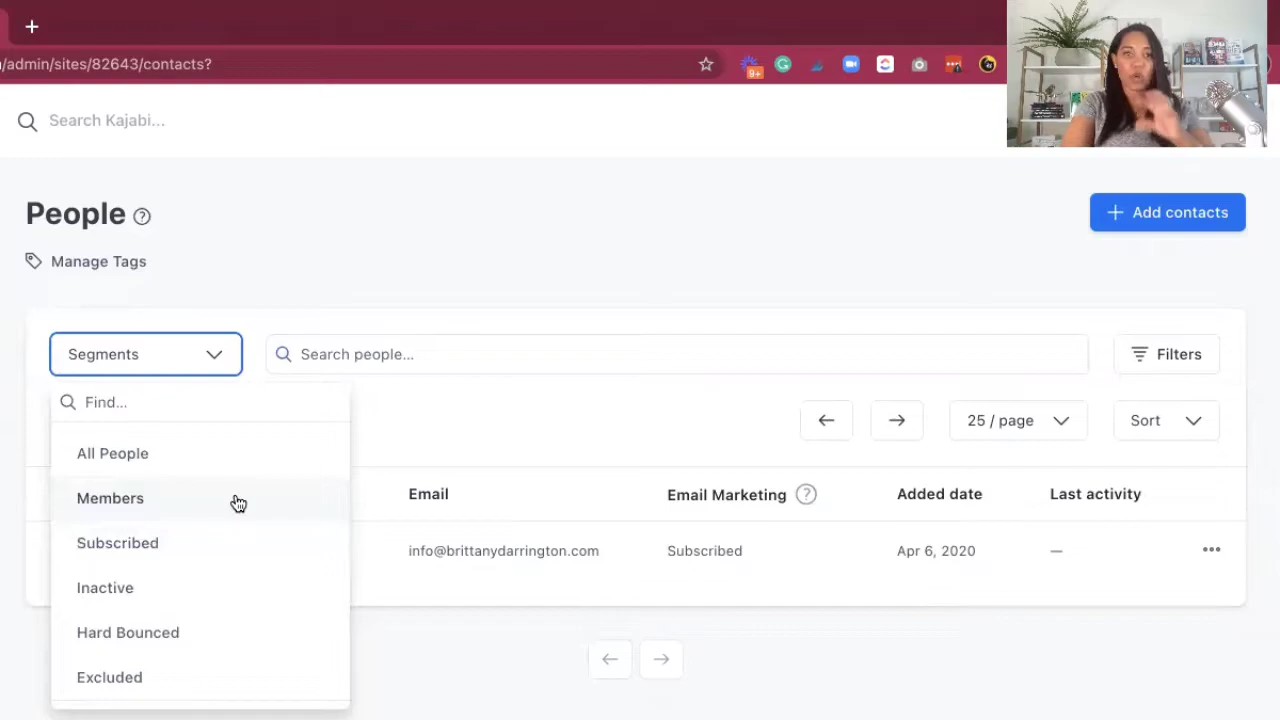 /admin/sites/82643/contacts?
9+
Search Kajabi...
People
Add contacts
Manage Tags
Segments
Search people...
Filters
Find...
25 / page
Sort
All People
Members
Subscribed
Inactive
Hard Bounced
Excluded
Email
Email Marketing
Added date
Last activity
info@brittanydarrington.com
Subscribed
Apr 6, 2020
—